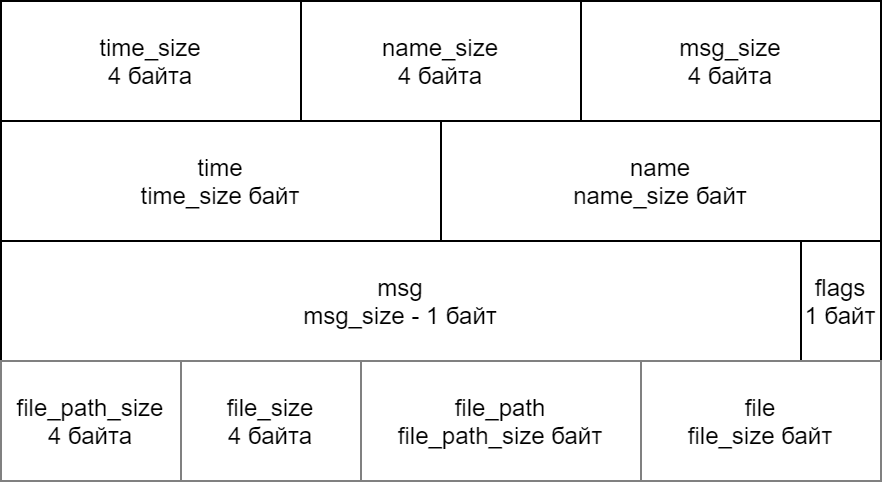 time_size
4 байта
name_size
4 байта
msg_size
4 байта
time
time_size байт
name
name_size байт
msg
msg_size - 1 байт
flags
1 байт
file_path_size
4 байта
file_size
4 байта
file_path
file_path_size байт
file
file_size байт